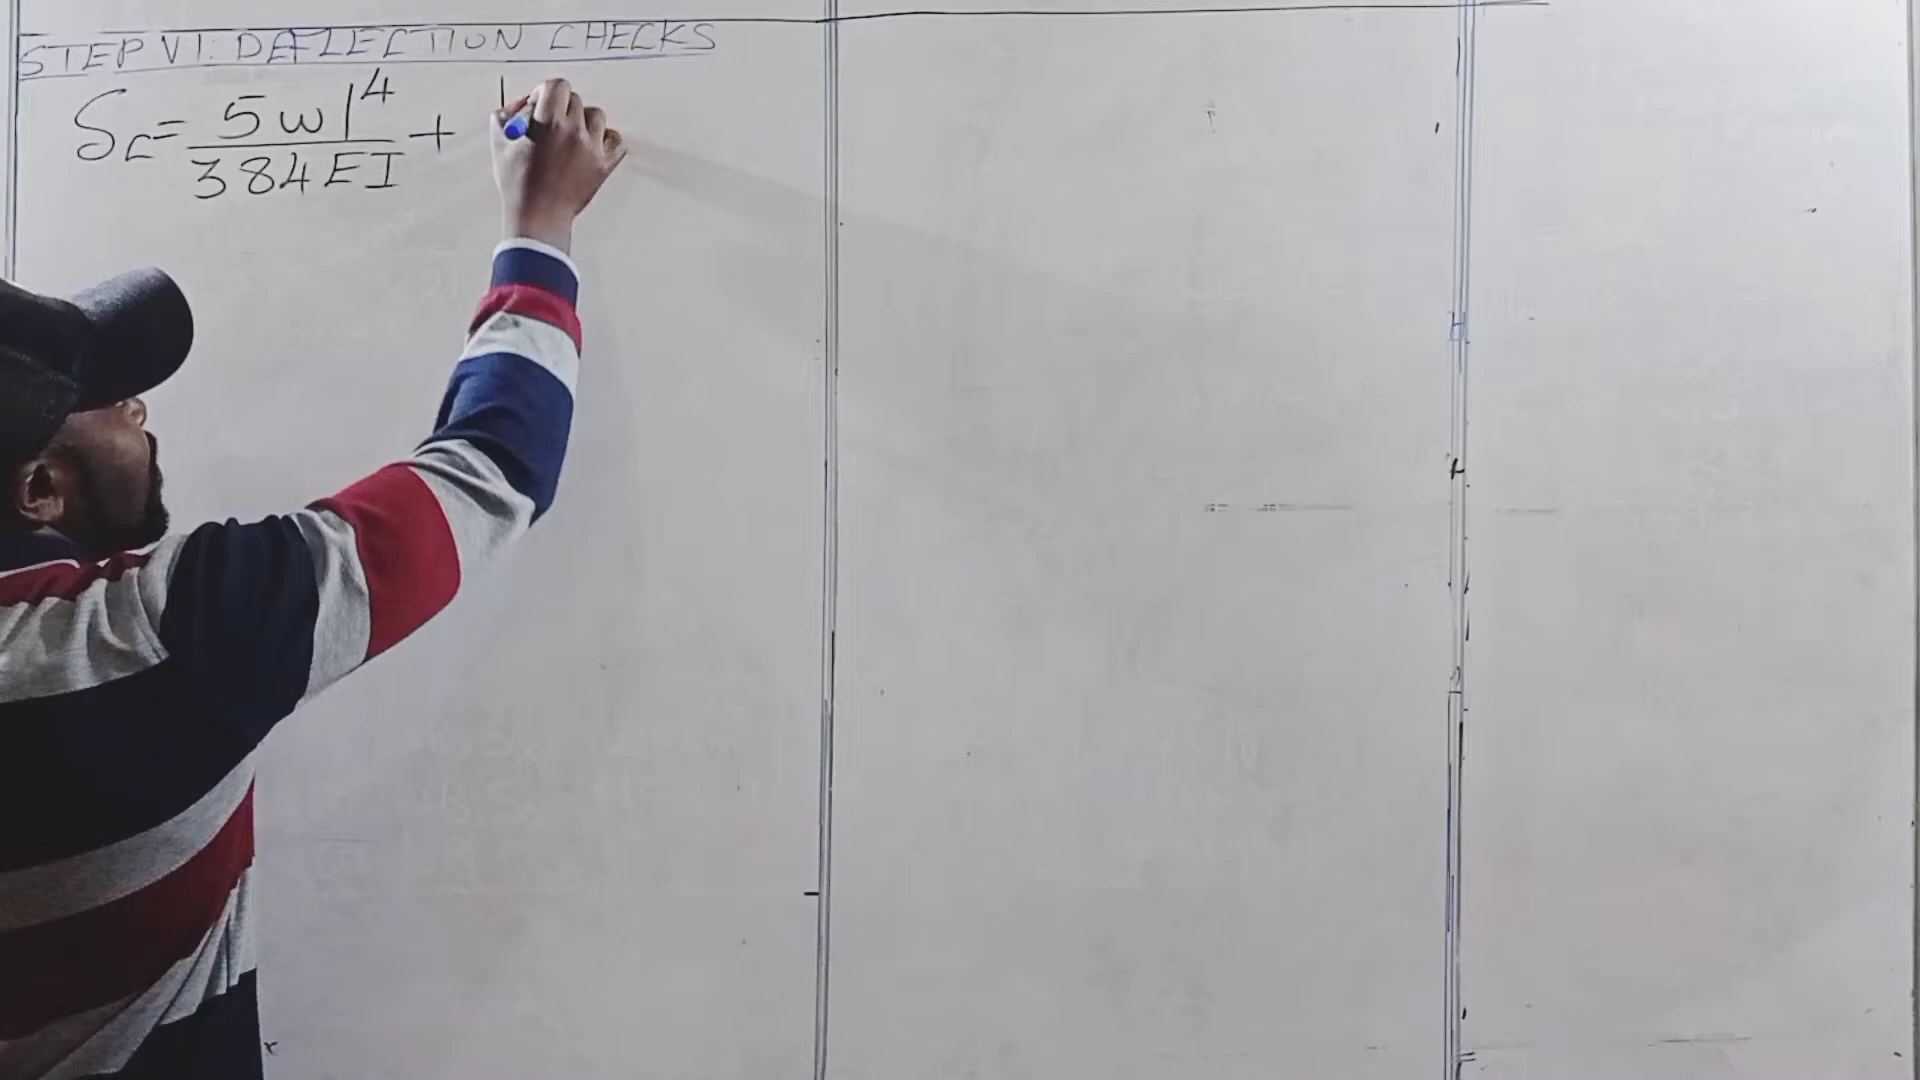 STEP VI: DEFLECTION CHECKS
δc = 5wl⁴/384EI +